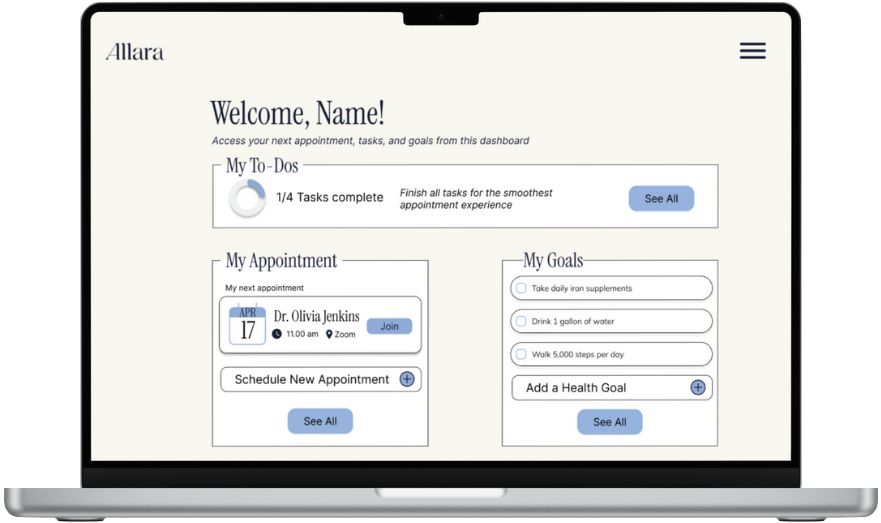 Allara
Welcome, Name!
Access your next appointment, tasks, and goals from this dashboard
My To-Dos
1/4 Tasks complete
Finish all tasks for the smoothest
appointment experience
See All
My Appointment
My next appointment
APR
17
Dr. Olivia Jenkins
11.00 am
Zoom
Join
Schedule New Appointment
See All
My Goals
Take daily iron supplements
Drink 1 gallon of water
Walk 5,000 steps per day
Add a Health Goal
See All